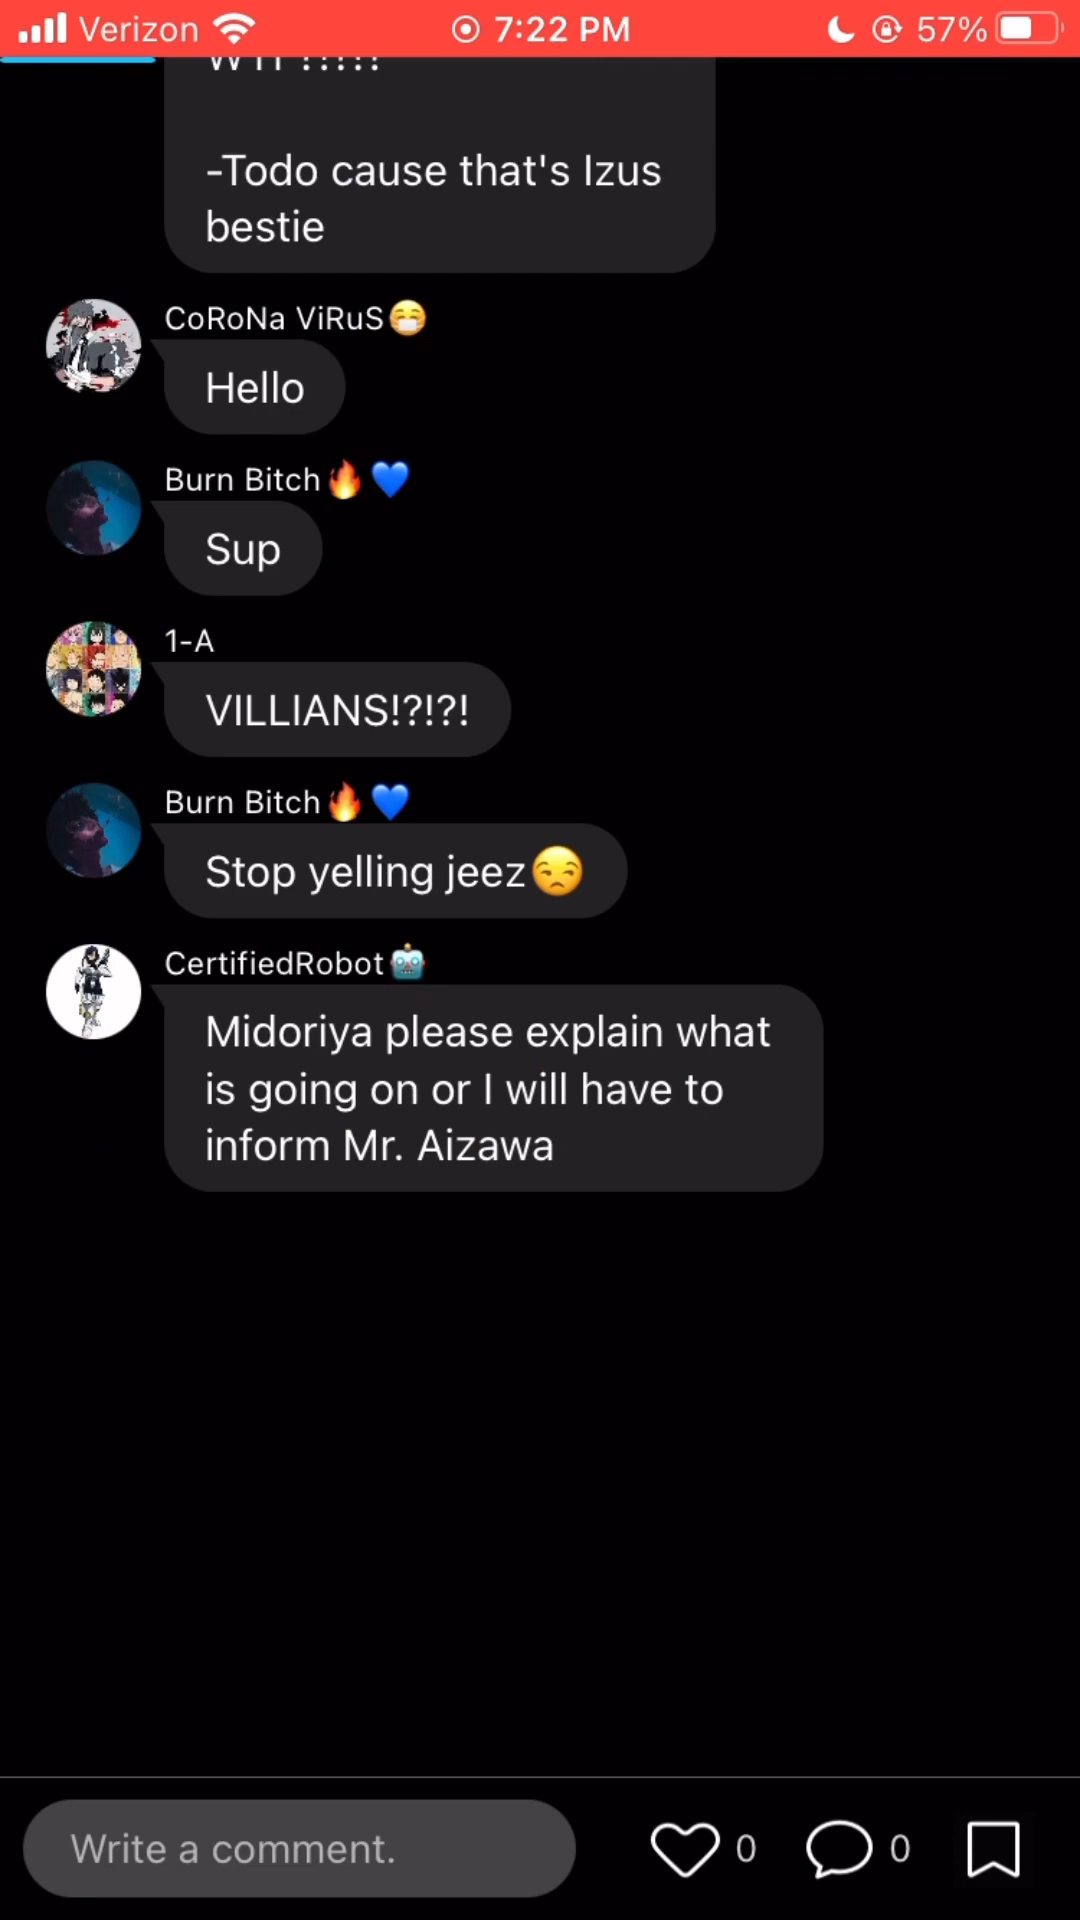 Verizon 7:22 PM 57%
-Todo cause that's Izus
bestie
CoRoNa ViRuS😷
Hello
Burn Bitch🔥💙
Sup
1-A
VILLIANS!?!?!
Burn Bitch🔥💙
Stop yelling jeez😒
CertifiedRobot🤖
Midoriya please explain what
is going on or I will have to
inform Mr. Aizawa
Write a comment. 0 0